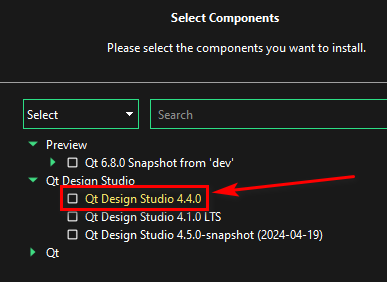 Select Components
Please select the components you want to install.
Select
Search
Preview
Qt 6.8.0 Snapshot from 'dev'
Qt Design Studio
Qt Design Studio 4.4.0
Qt Design Studio 4.1.0 LTS
Qt Design Studio 4.5.0-snapshot (2024-04-19)
Qt